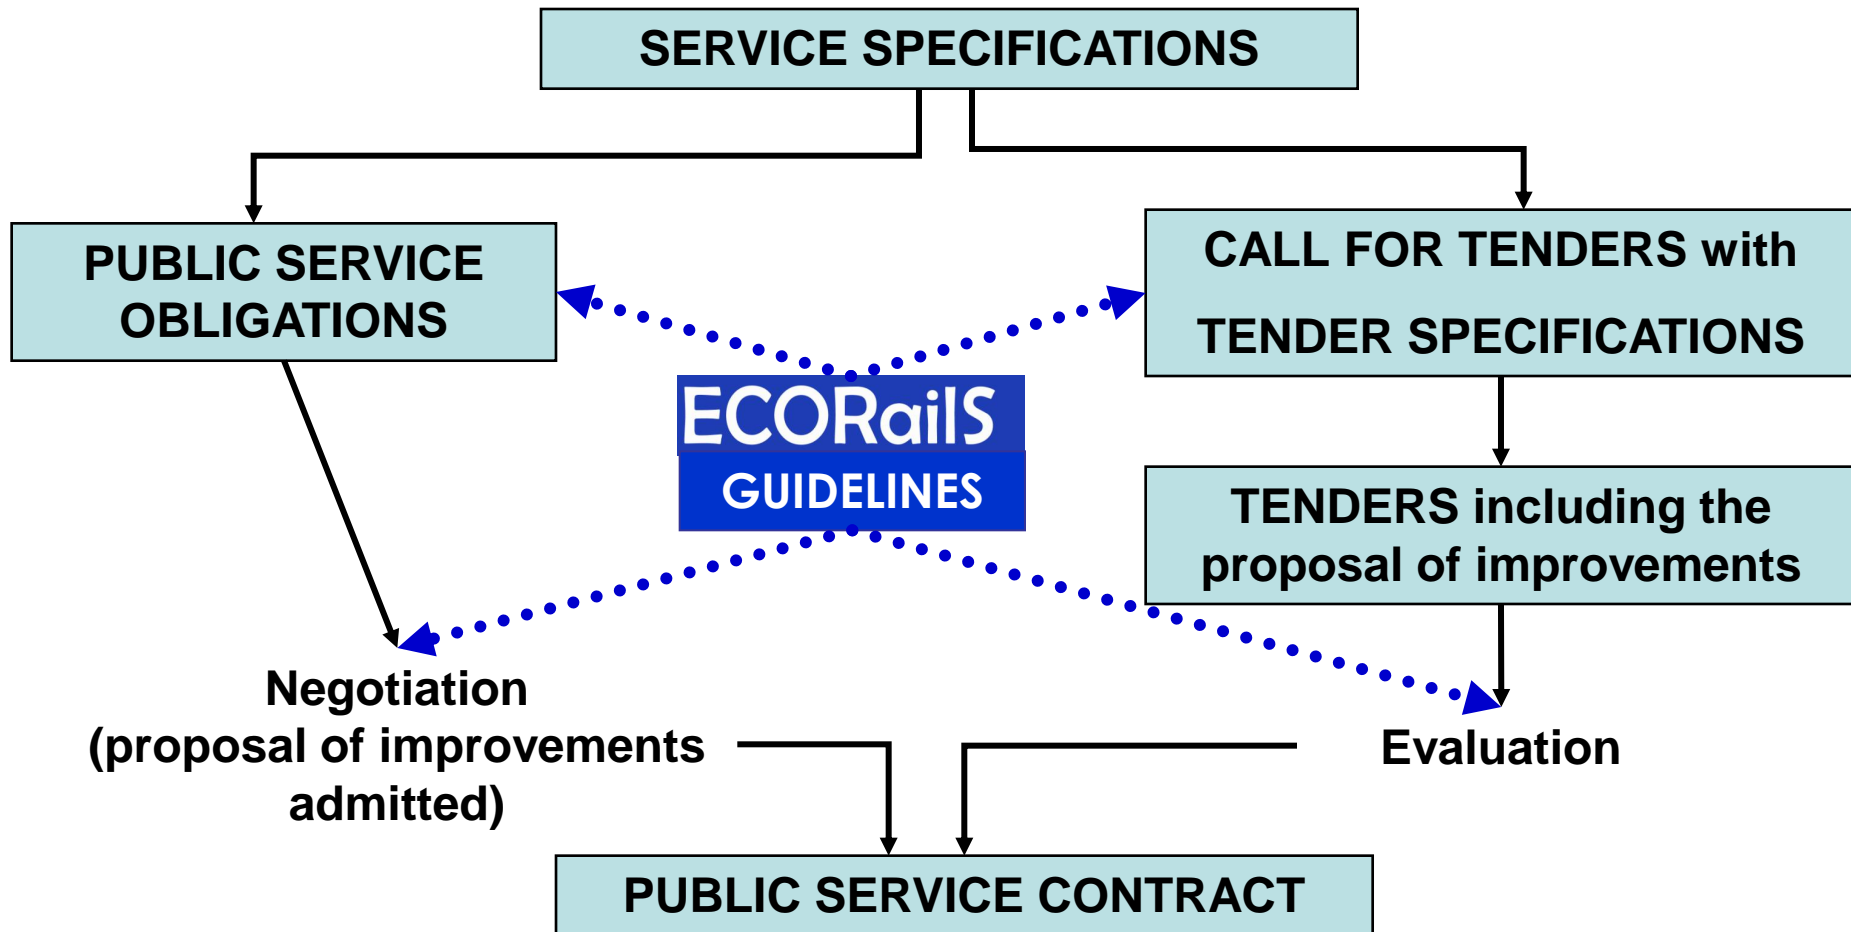 SERVICE SPECIFICATIONS
PUBLIC SERVICE
OBLIGATIONS
CALL FOR TENDERS with
TENDER SPECIFICATIONS
ECORailS
GUIDELINES
TENDERS including the
proposal of improvements
Negotiation
(proposal of improvements
admitted)
Evaluation
PUBLIC SERVICE CONTRACT